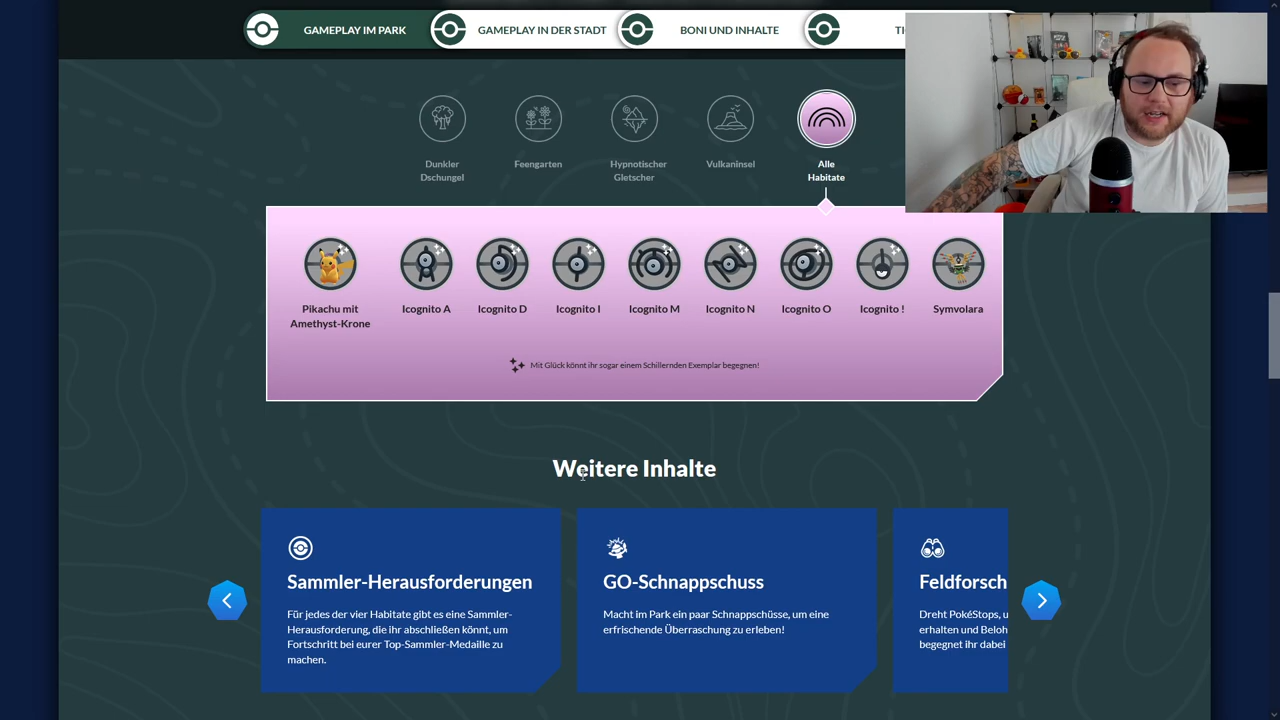 GAMEPLAY IM PARK
GAMEPLAY IN DER STADT
BONI UND INHALTE
Dunkler
Dschungel
Feengarten
Hypnotischer
Gletscher
Vulkaninsel
Alle
Habitate
Pikachu mit
Amethyst-Krone
Icognito A
Icognito D
Icognito I
Icognito M
Icognito N
Icognito O
Icognito !
Symvolara
Mit Glück könnt ihr sogar einem Schillernden Exemplar begegnen!
Weitere Inhalte
Sammler-Herausforderungen
Für jedes der vier Habitate gibt es eine Sammler-
Herausforderung, die ihr abschließen könnt, um
Fortschritt bei eurer Top-Sammler-Medaille zu
machen.
GO-Schnappschuss
Macht im Park ein paar Schnappschüsse, um eine
erfrischende Überraschung zu erleben!
Feldforsch
Dreht PokéStops, u
erhalten und Beloh
begegnet ihr dabei